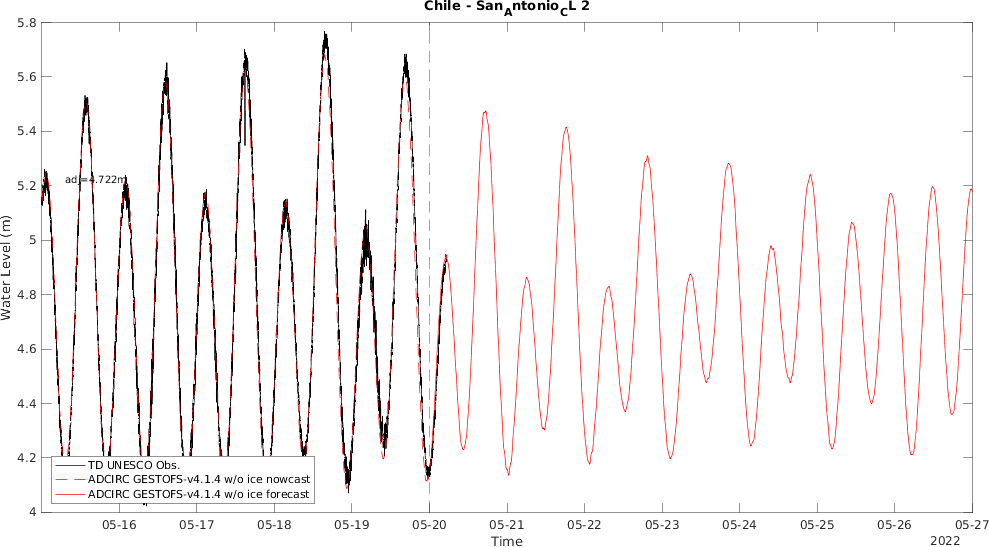 Chile - San_Antonio_CL 2
5.8
5.6
5.4
5.2
5
4.8
4.6
4.4
4.2
4
Water Level (m)
adj=4.722m
TD UNESCO Obs.
ADCIRC GESTOFS-v4.1.4 w/o ice nowcast
ADCIRC GESTOFS-v4.1.4 w/o ice forecast
05-16 05-17 05-18 05-19 05-20 05-21 05-22 05-23 05-24 05-25 05-26 05-27
Time
2022